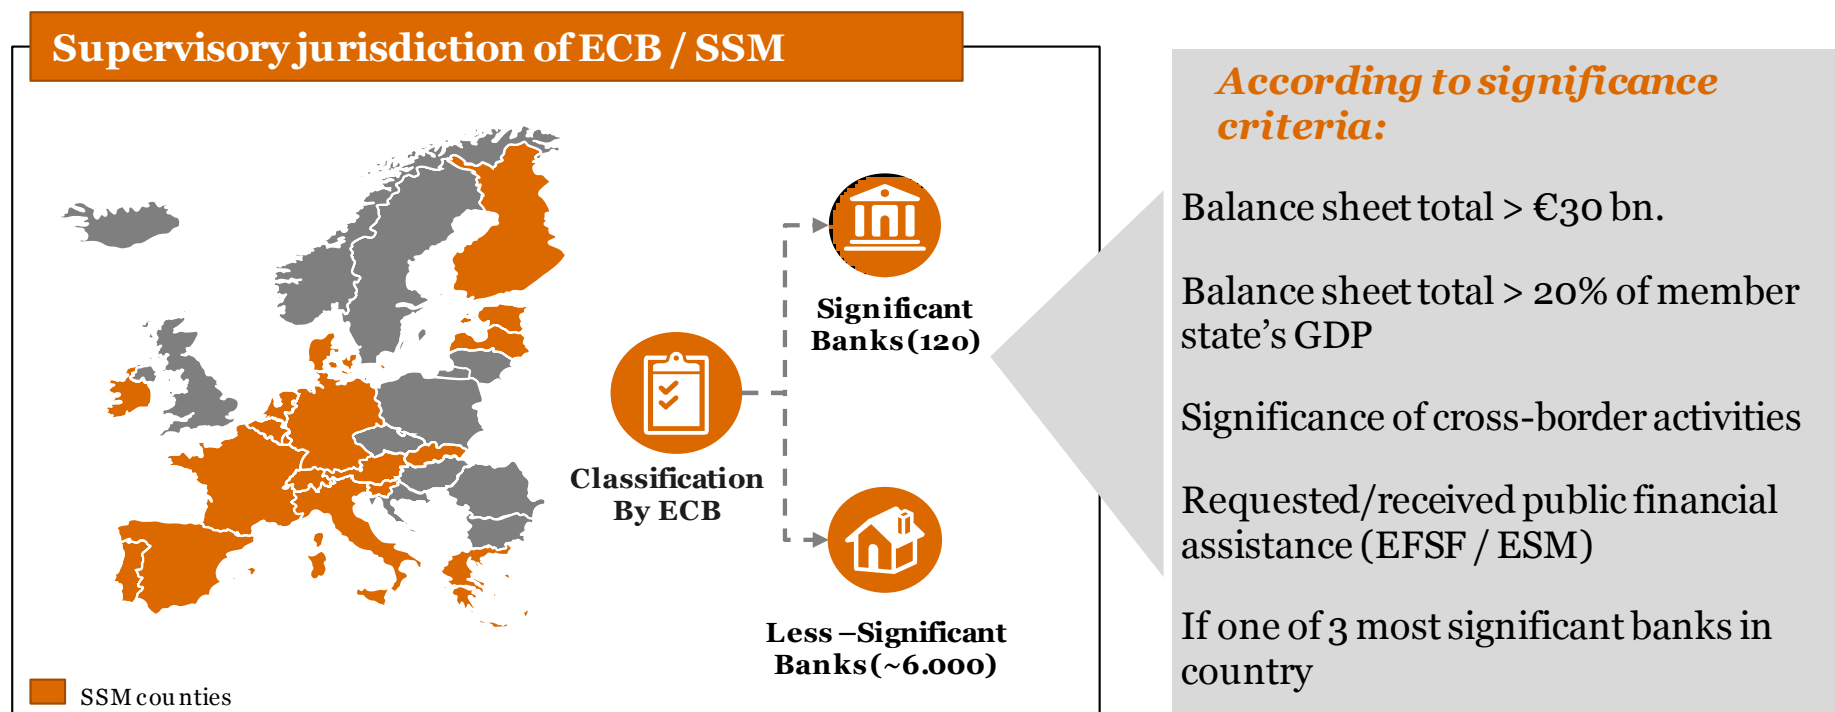 Supervisory jurisdiction of ECB / SSM
Classification
By ECB
Significant
Banks (120)
Less –Significant
Banks (~6.000)
SSM counties
According to significance
criteria:
Balance sheet total > €30 bn.
Balance sheet total > 20% of member
state’s GDP
Significance of cross-border activities
Requested/received public financial
assistance (EFSF / ESM)
If one of 3 most significant banks in
country